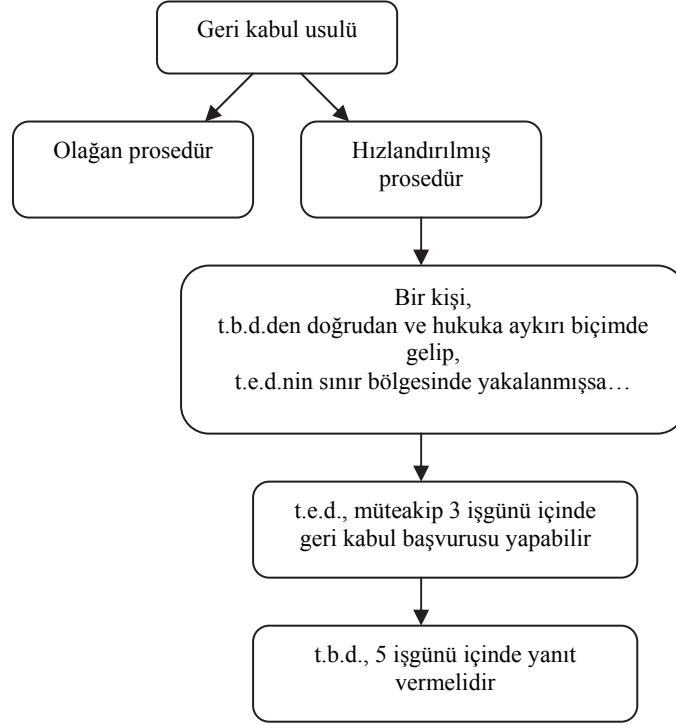 Geri kabul usulü
Olağan prosedür
Hızlandırılmış
prosedür
Bir kişi,
t.b.d.den doğrudan ve hukuka aykırı biçimde
gelip,
t.e.d.nin sınır bölgesinde yakalanmışsa…
t.e.d., müteakip 3 işgünü içinde
geri kabul başvurusu yapabilir
t.b.d., 5 işgünü içinde yanıt
vermelidir